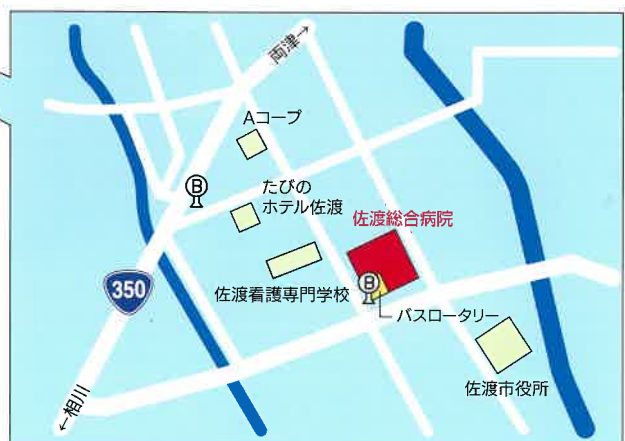 両津→
Aコープ
B
たびの
ホテル佐渡
佐渡総合病院
350
佐渡看護専門学校
B
バスロータリー
佐渡市役所
←相川